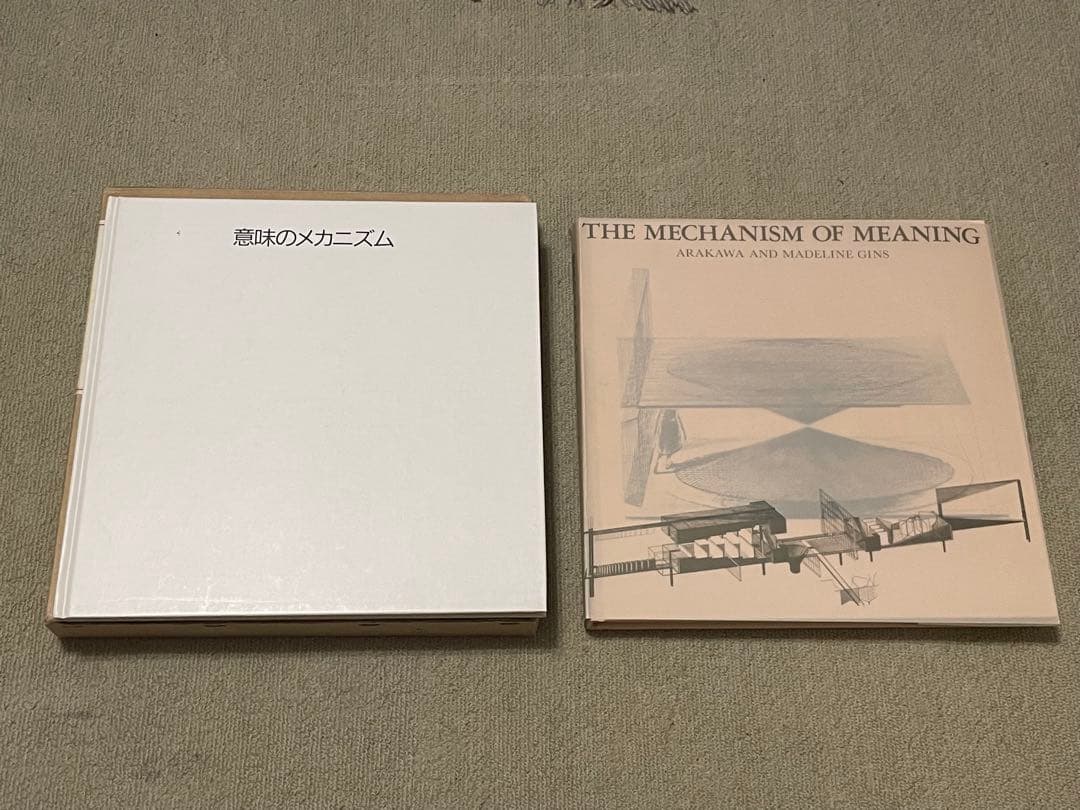 意味のメカニズム
THE MECHANISM OF MEANING
ARAKAWA AND MADELINE GINS